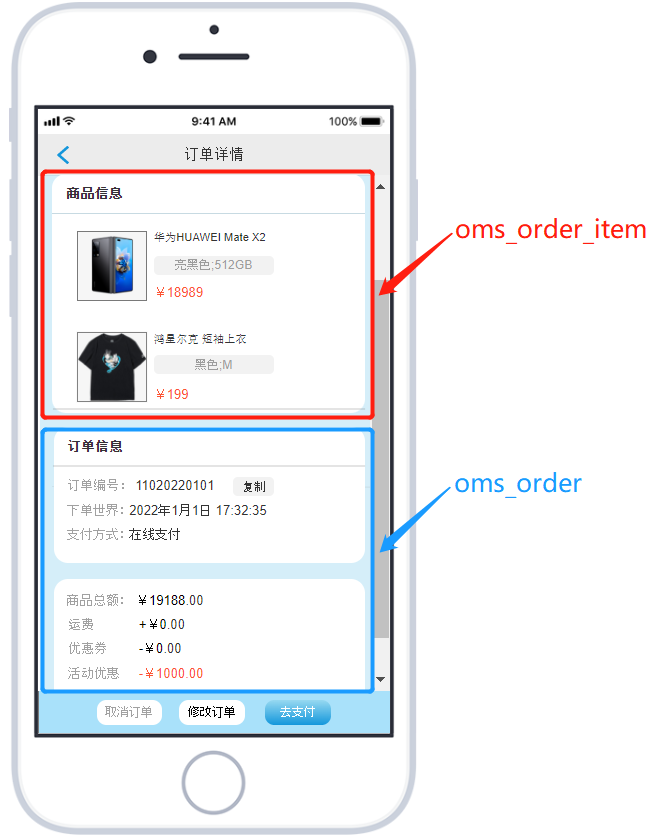 9:41 AM
100%
订单详情
商品信息
华为HUAWEI Mate X2
亮黑色;512GB
￥18989
鸿星尔克 短袖上衣
黑色;M
￥199
oms_order_item
订单信息
订单编号： 11020220101 复制
下单世界：2022年1月1日 17:32:35
支付方式：在线支付
oms_order
商品总额： ￥19188.00
运费 +￥0.00
优惠券 -￥0.00
活动优惠 -￥1000.00
取消订单 修改订单 去支付